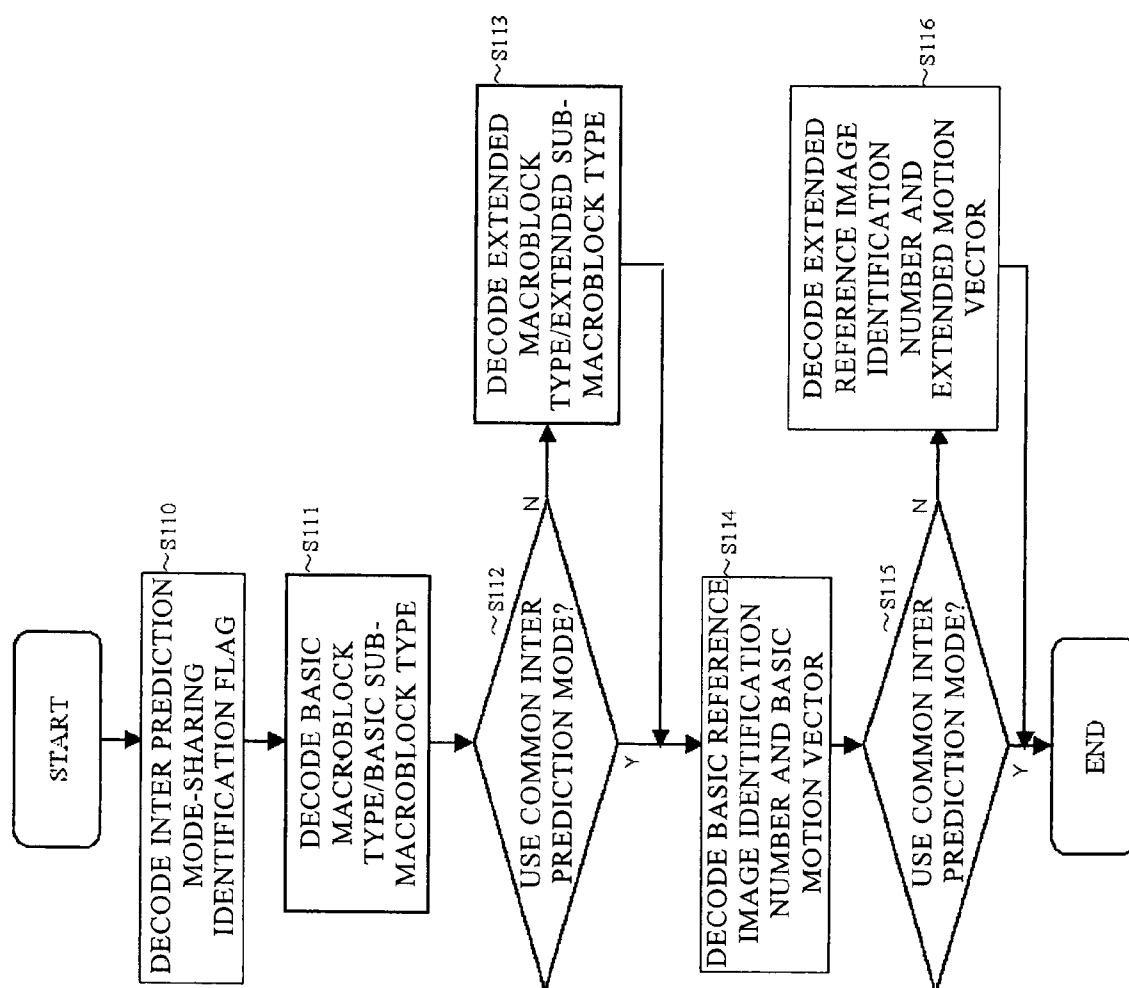 START
DECODE INTER PREDICTION
MODE-SHARING
IDENTIFICATION FLAG
~S110
DECODE BASIC
MACROBLOCK
TYPE/BASIC SUB-
MACROBLOCK TYPE
~S111
USE COMMON INTER
PREDICTION MODE?
~S112
N
Y
DECODE EXTENDED
MACROBLOCK
TYPE/EXTENDED SUB-
MACROBLOCK TYPE
~S113
DECODE BASIC REFERENCE
IMAGE IDENTIFICATION
NUMBER AND BASIC
MOTION VECTOR
~S114
USE COMMON INTER
PREDICTION MODE?
~S115
N
Y
DECODE EXTENDED
REFERENCE IMAGE
IDENTIFICATION
NUMBER AND
EXTENDED MOTION
VECTOR
~S116
END